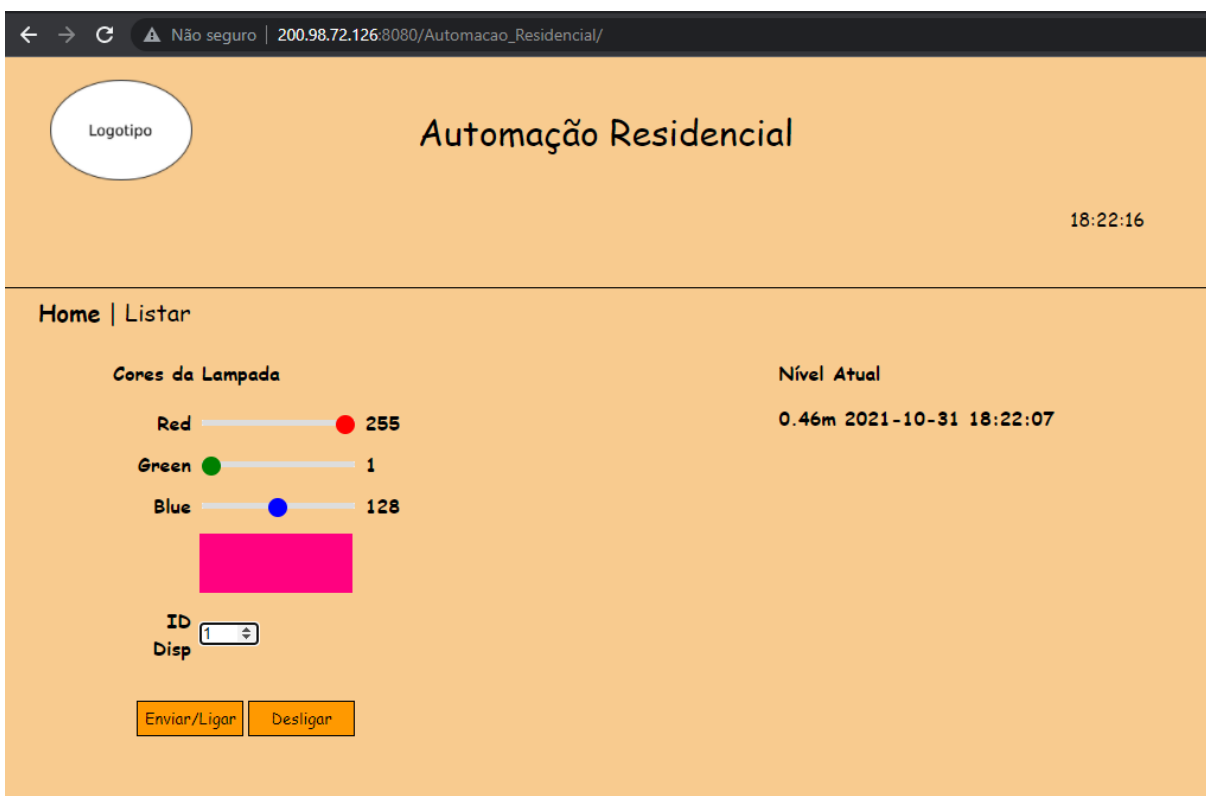 Não seguro | 200.98.72.126:8080/Automacao_Residencial/
Logotipo
Automação Residencial
18:22:16
Home | Listar
Cores da Lampada
Red 255
Green 1
Blue 128
ID
Disp
1
Enviar/Ligar Desligar
Nível Atual
0.46m 2021-10-31 18:22:07